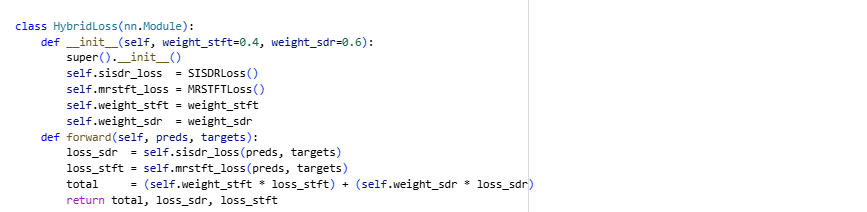 class HybridLoss(nn.Module):
    def __init__(self, weight_stft=0.4, weight_sdr=0.6):
        super().__init__()
        self.sisdr_loss  = SISDRLoss()
        self.mrstft_loss = MRSTFTLoss()
        self.weight_stft = weight_stft
        self.weight_sdr  = weight_sdr
    def forward(self, preds, targets):
        loss_sdr  = self.sisdr_loss(preds, targets)
        loss_stft = self.mrstft_loss(preds, targets)
        total     = (self.weight_stft * loss_stft) + (self.weight_sdr * loss_sdr)
        return total, loss_sdr, loss_stft